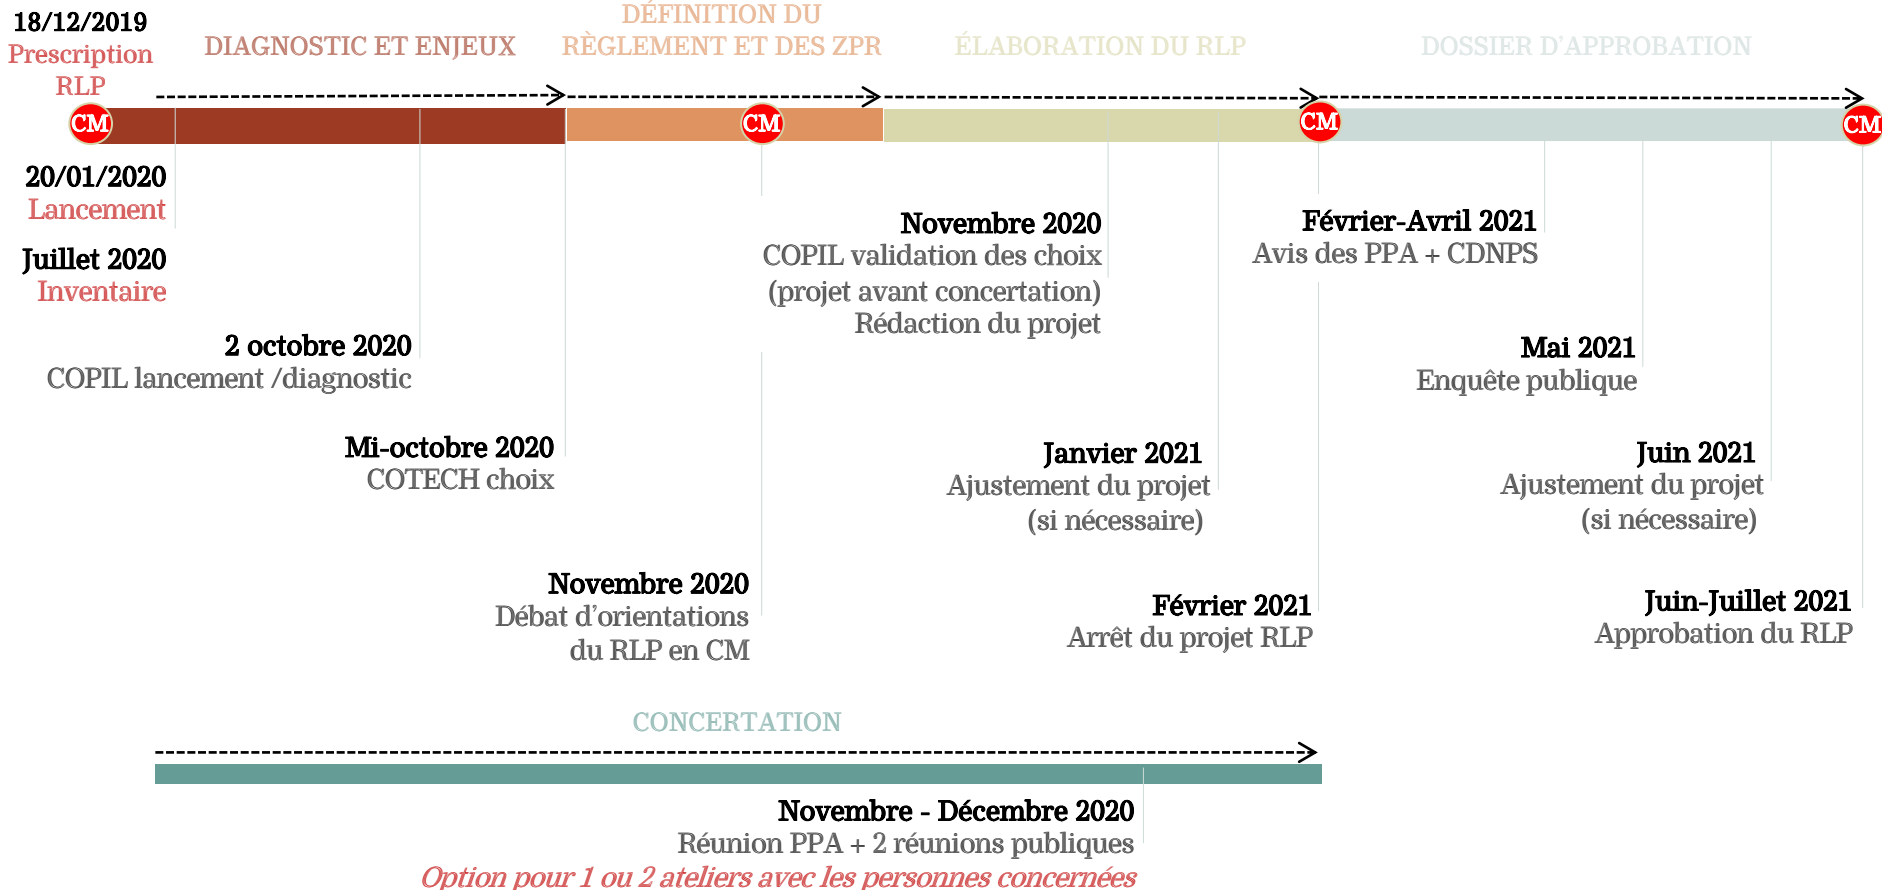 18/12/2019
Prescription
RLP
DIAGNOSTIC ET ENJEUX
DÉFINITION DU
RÈGLEMENT ET DES ZPR
ÉLABORATION DU RLP
DOSSIER D'APPROBATION
CM
CM
CM
CM
20/01/2020
Lancement
Juillet 2020
Inventaire
2 octobre 2020
COPIL lancement /diagnostic
Mi-octobre 2020
COTECH choix
Novembre 2020
Débat d'orientations
du RLP en CM
Novembre 2020
COPIL validation des choix
(projet avant concertation)
Rédaction du projet
Janvier 2021
Ajustement du projet
(si nécessaire)
Février 2021
Arrêt du projet RLP
Février-Avril 2021
Avis des PPA + CDNPS
Mai 2021
Enquête publique
Juin 2021
Ajustement du projet
(si nécessaire)
Juin-Juillet 2021
Approbation du RLP
CONCERTATION
Novembre - Décembre 2020
Réunion PPA + 2 réunions publiques
Option pour 1 ou 2 ateliers avec les personnes concernées